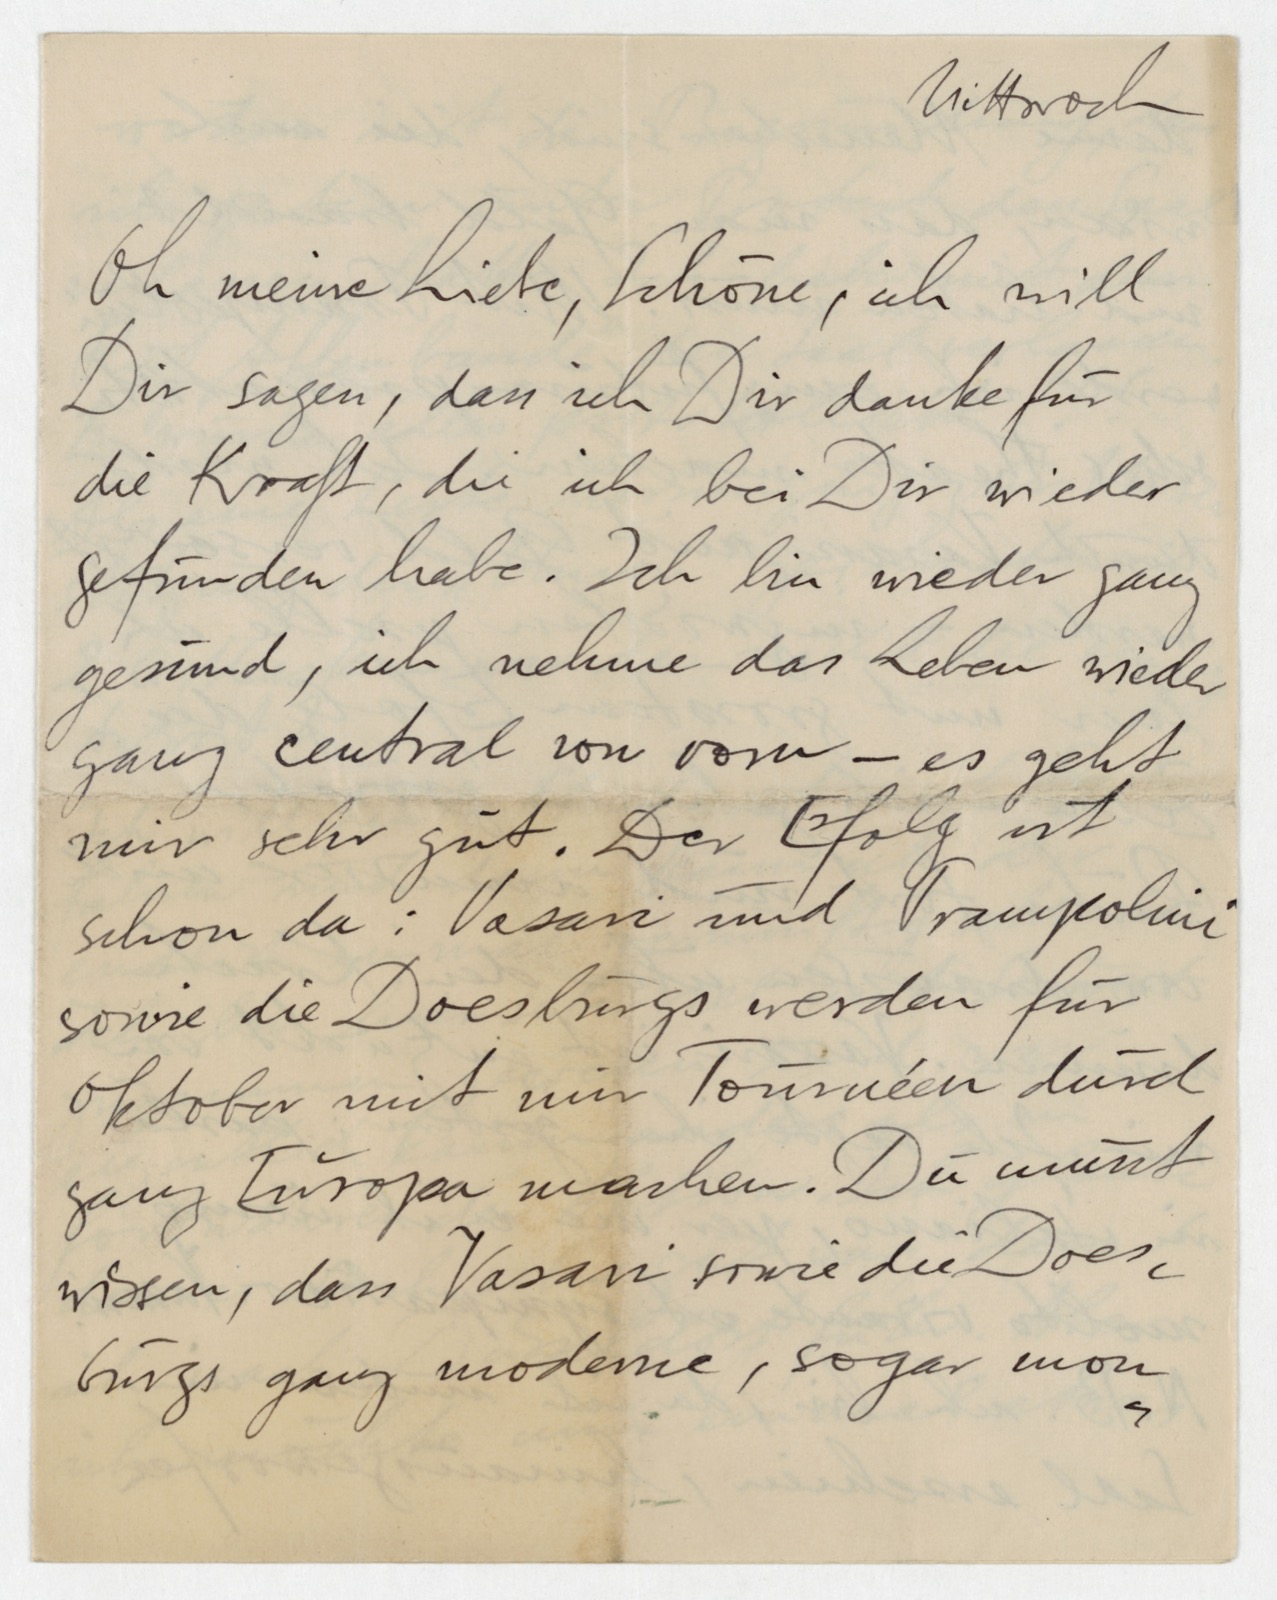 Mittwoch
Oh meine Liebe, Schöne, ich will
Dir sagen, dass ich Dir danke für
die Kraft, die ich bei Dir wieder
gefunden habe. Ich bin wieder ganz
gesund, ich nehme das Leben wieder
ganz central von vorn – es geht
mir sehr gut. Der Erfolg ist
schon da: Vasari und Prampolini
sowie die Doesburgs werden für
Oktober mit mir Tournéen durch
ganz Europa machen. Du musst
wissen, dass Vasari sowie die Does-
burgs ganz moderne, sogar mon-